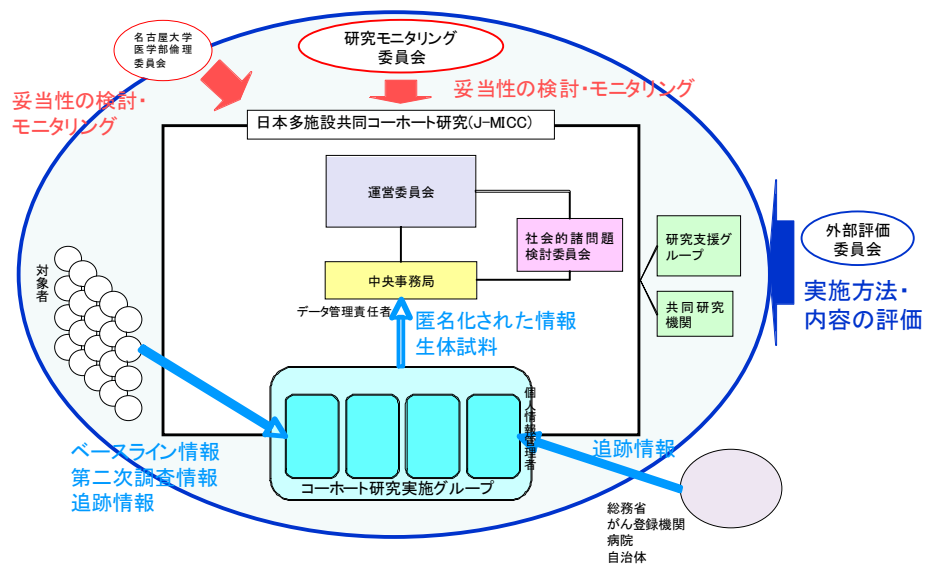 名古屋大学
医学部倫理
委員会
研究モニタリング
委員会
妥当性の検討・
モニタリング
妥当性の検討・モニタリング
日本多施設共同コーホート研究(J-MICC)
運営委員会
社会的諸問題
検討委員会
中央事務局
データ管理責任者
研究支援グ
ループ
共同研究
機関
外部評価
委員会
実施方法・
内容の評価
対象者
匿名化された情報
生体試料
個人情報管理者
コーホート研究実施グループ
ベースライン情報
第二次調査情報
追跡情報
追跡情報
総務省
がん登録機関
病院
自治体